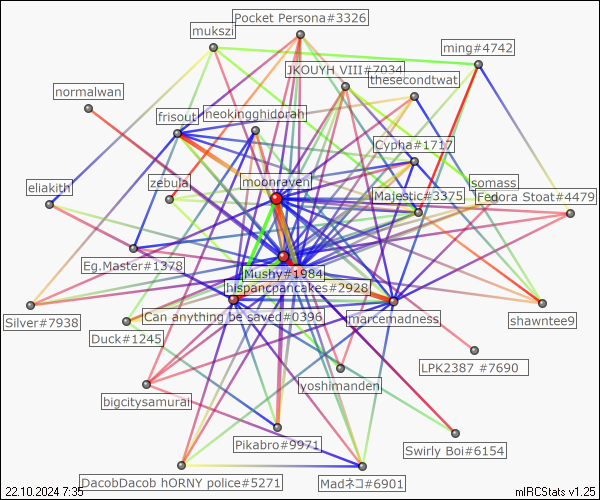 Pocket Persona#3326
mukszi
ming#4742
JKOUYH VIII#7034
thesecondtwat
normalwan
neokingghidorah
frisout
Cypha#1717
zebula
moonraven
somass
eliakith
Majestic#3375
Fedora Stoat#4479
Eg.Master#1378
Mushy#1984
hispancpancakes#2928
Silver#7938
Can anything be saved#0396
marcemadness
shawntee9
Duck#1245
LPK2387 #7690
yoshimanden
bigcitysamurai
Pikabro#9971
Swirly Boi#6154
DacobDacob hORNY police#5271
Madネコ#6901
22.10.2024 7:35
mIRCStats v1.25